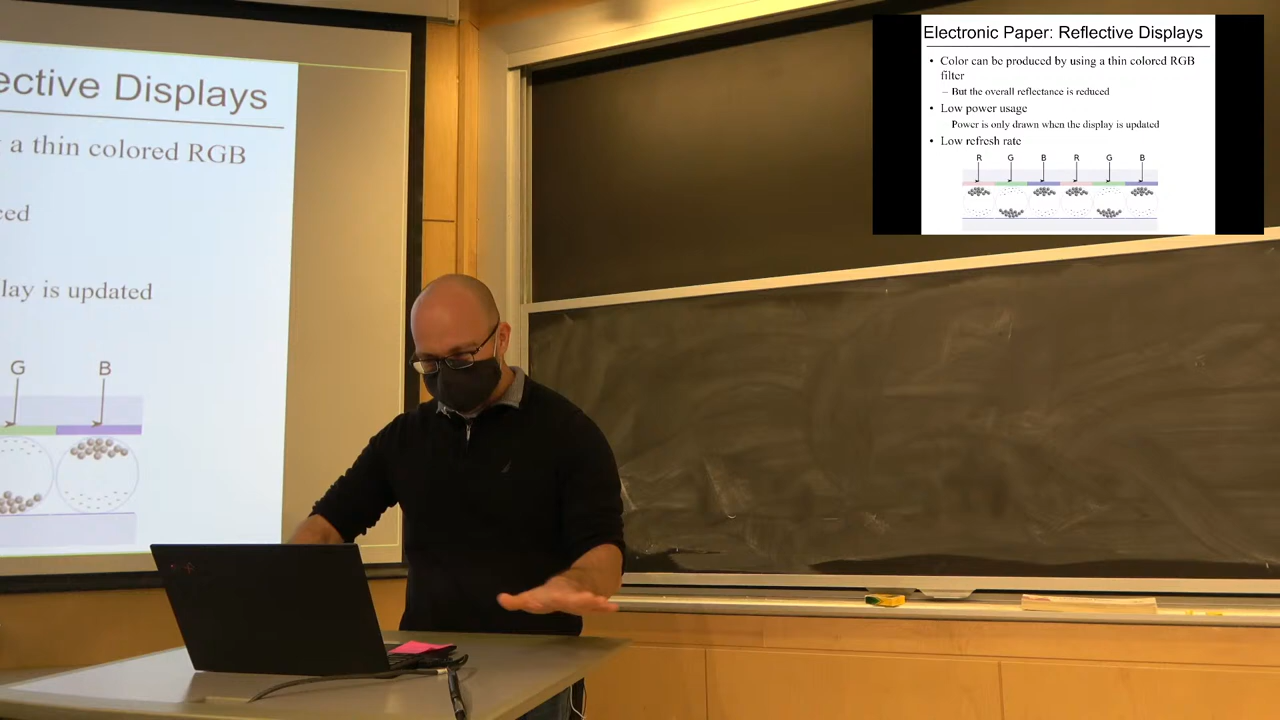 ective Displays
a thin colored RGB
ced
lay is updated
G B
Electronic Paper: Reflective Displays
• Color can be produced by using a thin colored RGB
filter
– But the overall reflectance is reduced
• Low power usage
Power is only drawn when the display is updated
• Low refresh rate
R G B R G B